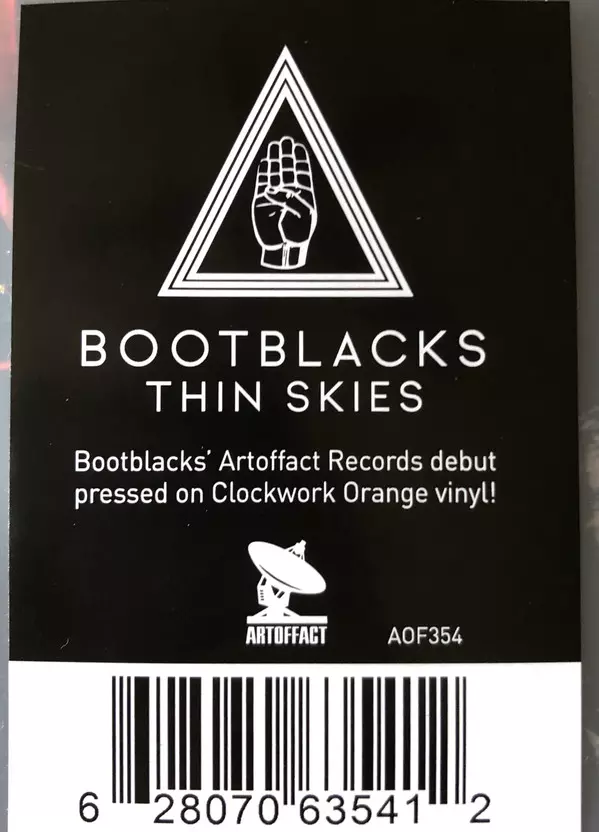 BOOTBLACKS
THIN SKIES
Bootblacks’ Artoffact Records debut
pressed on Clockwork Orange vinyl!
ARTOFFACT AOF354
6 28070 63541 2